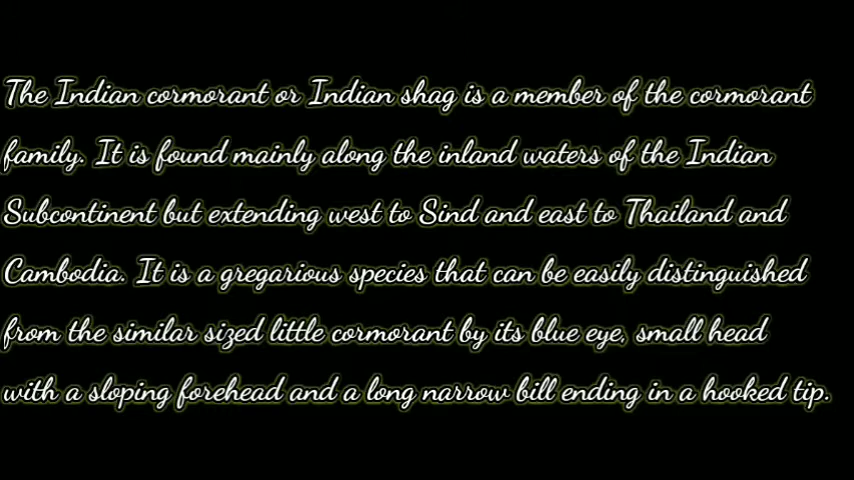 The Indian cormorant or Indian shag is a member of the cormorant
family. It is found mainly along the inland waters of the Indian
Subcontinent but extending west to Sind and east to Thailand and
Cambodia. It is a gregarious species that can be easily distinguished
from the similar sized little cormorant by its blue eye, small head
with a sloping forehead and a long narrow bill ending in a hooked tip.